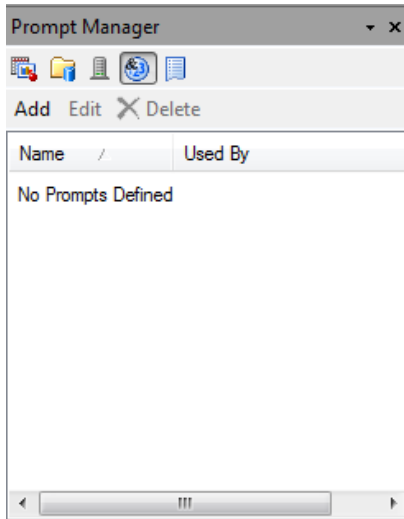 Prompt Manager
Add Edit Delete
Name Used By
No Prompts Defined